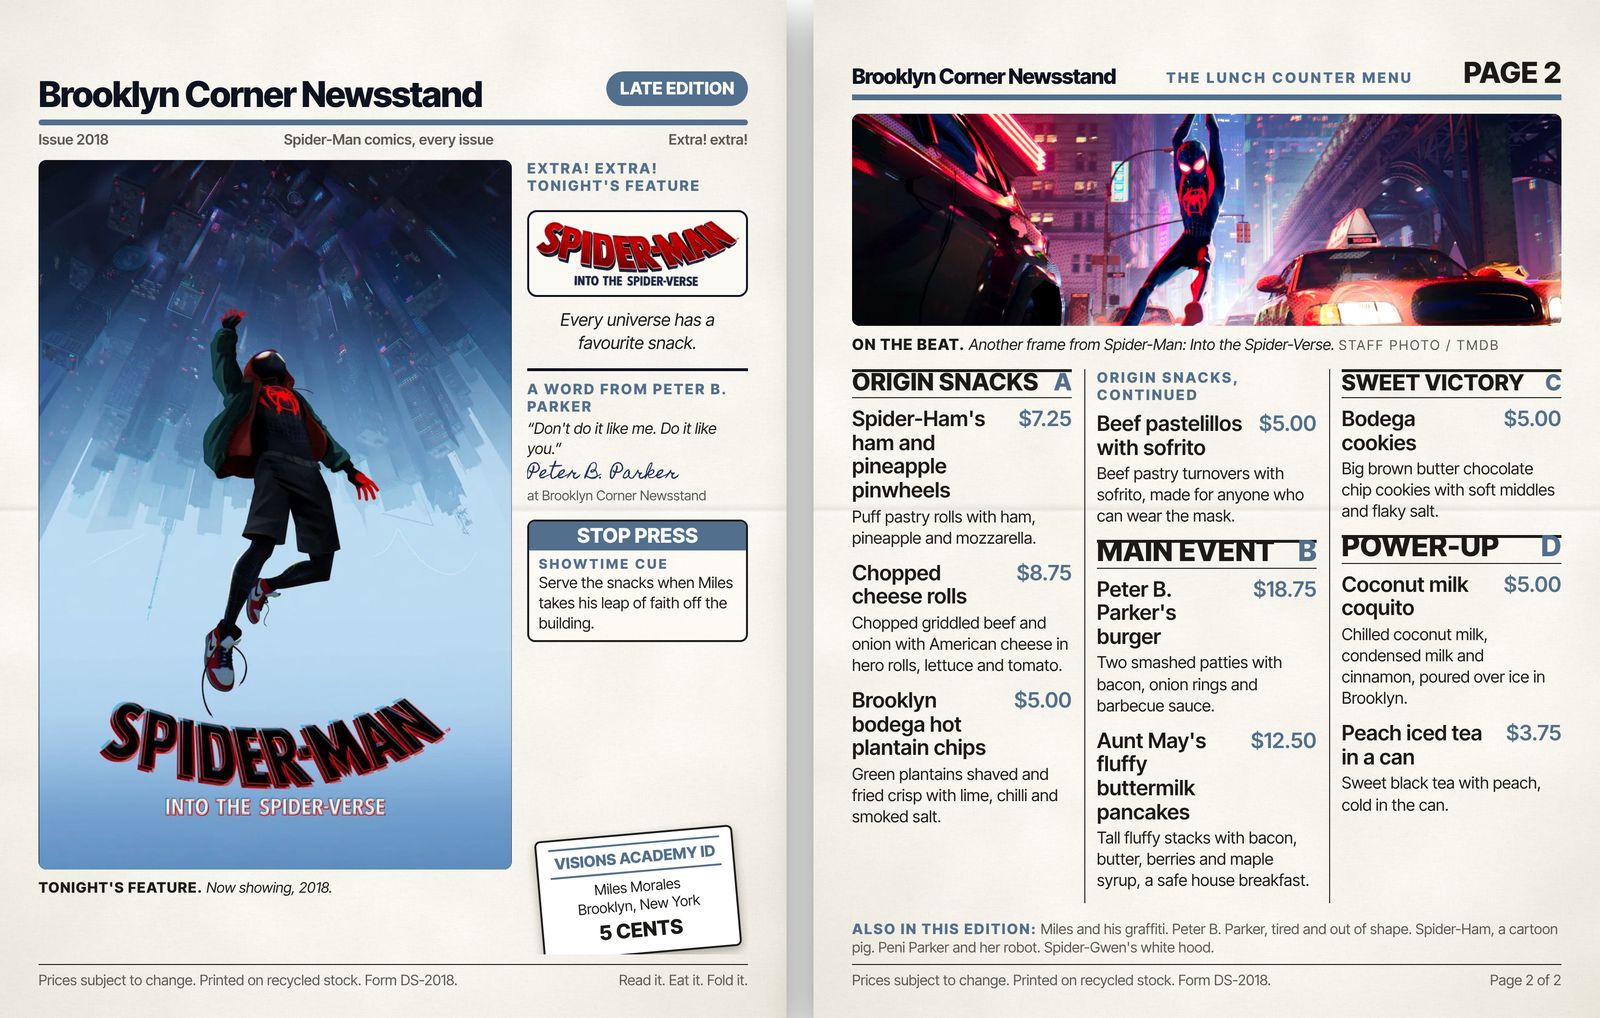 Brooklyn Corner Newsstand
LATE EDITION
Issue 2018
Spider-Man comics, every issue
Extra! extra!
SPIDER-MAN
INTO THE SPIDER-VERSE
TONIGHT'S FEATURE. Now showing, 2018.
EXTRA! EXTRA!
TONIGHT'S FEATURE
SPIDER-MAN
INTO THE SPIDER-VERSE
Every universe has a
favourite snack.
A WORD FROM PETER B.
PARKER
“Don't do it like me. Do it like
you.”
Peter B. Parker
at Brooklyn Corner Newsstand
STOP PRESS
SHOWTIME CUE
Serve the snacks when Miles
takes his leap of faith off the
building.
VISIONS ACADEMY ID
Miles Morales
Brooklyn, New York
5 CENTS
Prices subject to change. Printed on recycled stock. Form DS-2018.
Read it. Eat it. Fold it.
Brooklyn Corner Newsstand
THE LUNCH COUNTER MENU
PAGE 2
ON THE BEAT. Another frame from Spider-Man: Into the Spider-Verse. STAFF PHOTO / TMDB
ORIGIN SNACKS A
Spider-Ham's $7.25
ham and
pineapple
pinwheels
Puff pastry rolls with ham,
pineapple and mozzarella.
Chopped $8.75
cheese rolls
Chopped griddled beef and
onion with American cheese in
hero rolls, lettuce and tomato.
Brooklyn $5.00
bodega hot
plantain chips
Green plantains shaved and
fried crisp with lime, chilli and
smoked salt.
ORIGIN SNACKS,
CONTINUED
Beef pastelillos $5.00
with sofrito
Beef pastry turnovers with
sofrito, made for anyone who
can wear the mask.
MAIN EVENT B
Peter B. $18.75
Parker's
burger
Two smashed patties with
bacon, onion rings and
barbecue sauce.
Aunt May's $12.50
fluffy
buttermilk
pancakes
Tall fluffy stacks with bacon,
butter, berries and maple
syrup, a safe house breakfast.
SWEET VICTORY C
Bodega $5.00
cookies
Big brown butter chocolate
chip cookies with soft middles
and flaky salt.
POWER-UP D
Coconut milk $5.00
coquito
Chilled coconut milk,
condensed milk and
cinnamon, poured over ice in
Brooklyn.
Peach iced tea $3.75
in a can
Sweet black tea with peach,
cold in the can.
ALSO IN THIS EDITION: Miles and his graffiti. Peter B. Parker, tired and out of shape. Spider-Ham, a cartoon
pig. Peni Parker and her robot. Spider-Gwen's white hood.
Prices subject to change. Printed on recycled stock. Form DS-2018.
Page 2 of 2